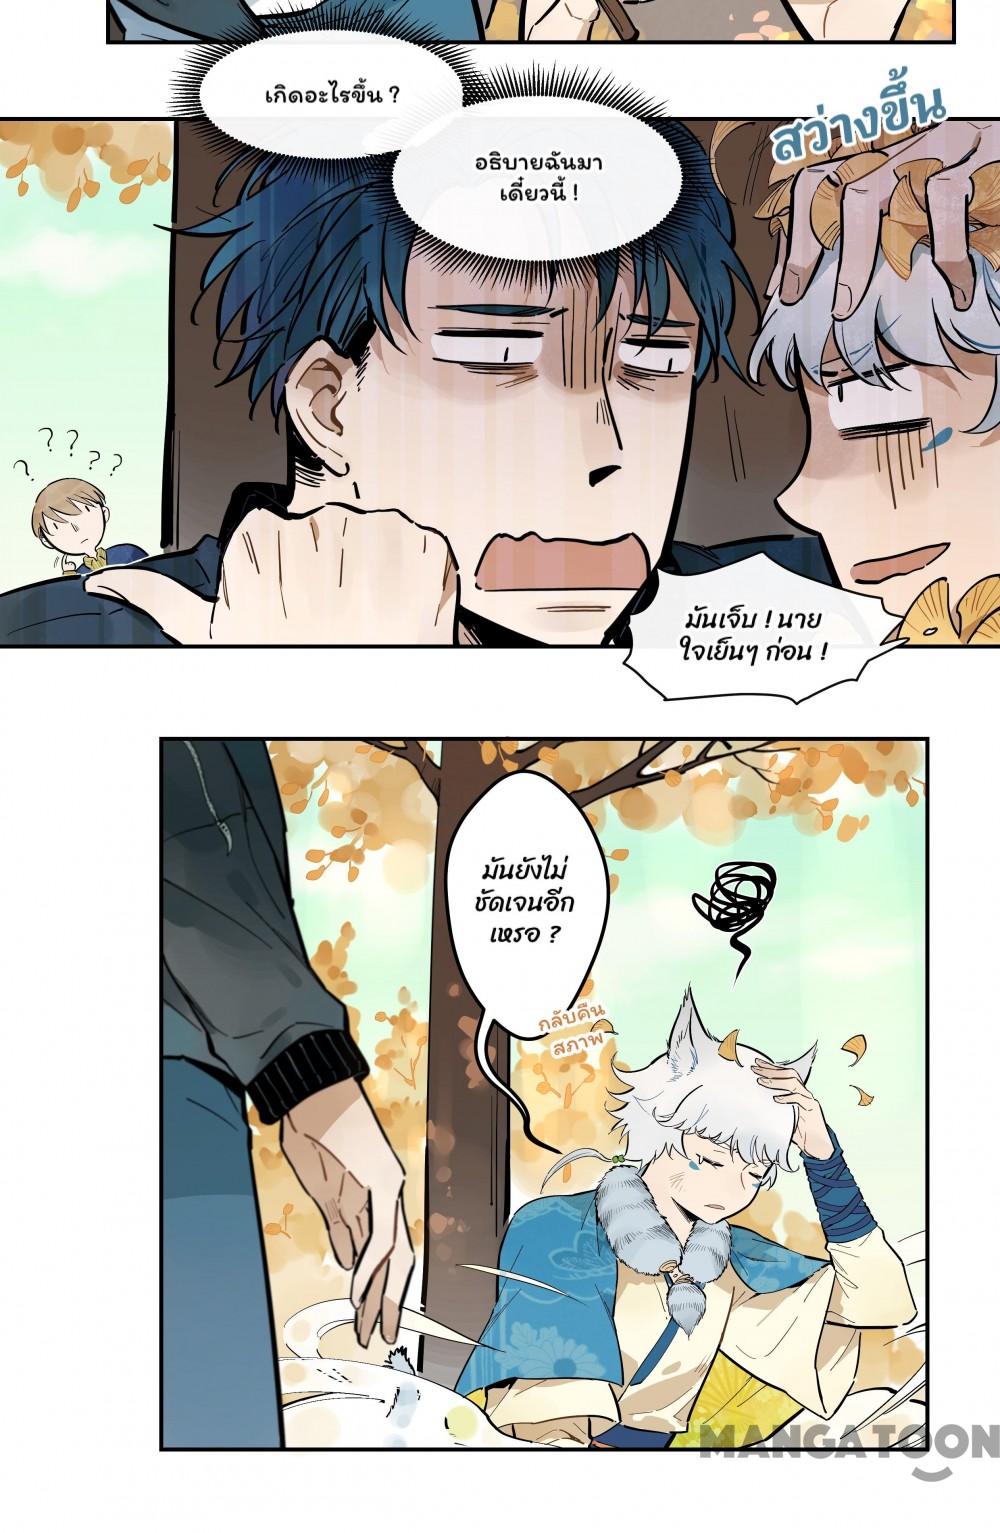 เกิดอะไรขึ้น ?
สว่างขึ้น
อธิบายฉันมา
เดี๋ยวนี้ !
? ? ? ?
มันเจ็บ ! นาย
ใจเย็นๆ ก่อน !
มันยังไม่
ชัดเจนอีก
เหรอ ?
กลับคืน
สภาพ
MANGATOON